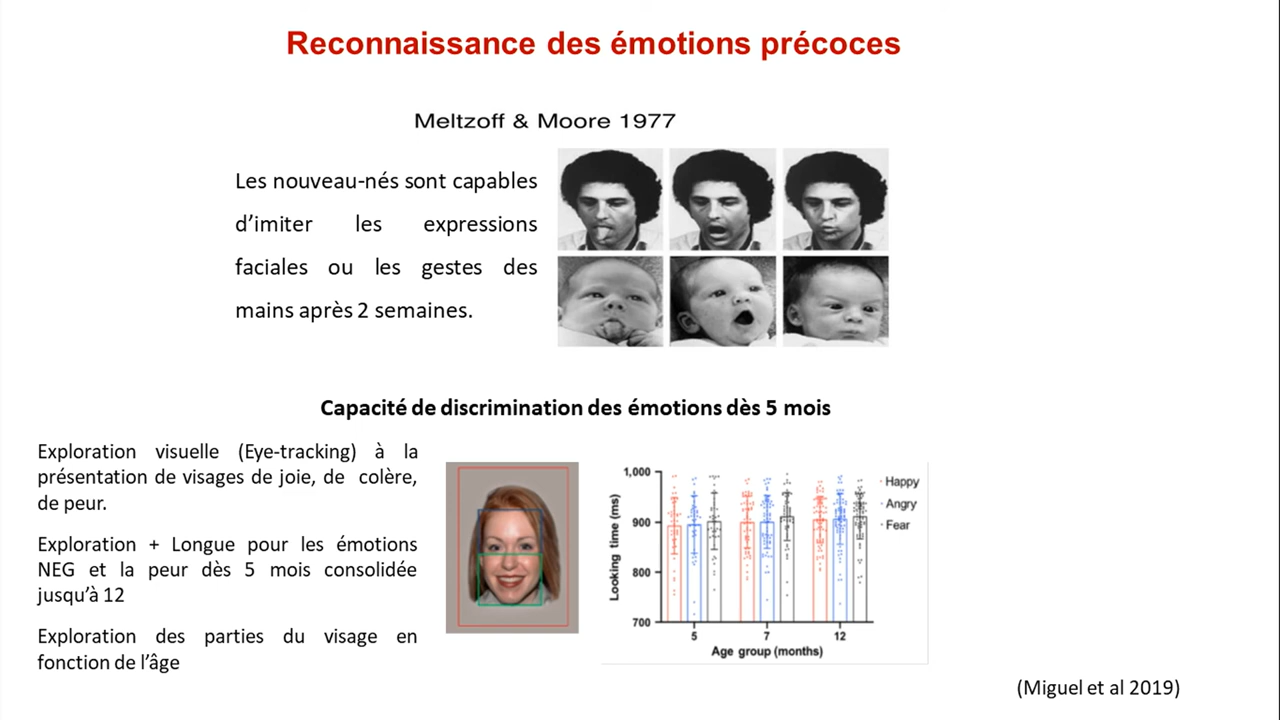 Reconnaissance des émotions précoces
Meltzoff & Moore 1977
Les nouveau-nés sont capables
d’imiter les expressions
faciales ou les gestes des
mains après 2 semaines.
Capacité de discrimination des émotions dès 5 mois
Exploration visuelle (Eye-tracking) à la
présentation de visages de joie, de colère,
de peur.
Exploration + Longue pour les émotions
NEG et la peur dès 5 mois consolidée
jusqu’à 12
Exploration des parties du visage en
fonction de l’âge
Looking time (ms)
1,000
900
800
700
5 7 12
Age group (months)
Happy
Angry
Fear
(Miguel et al 2019)